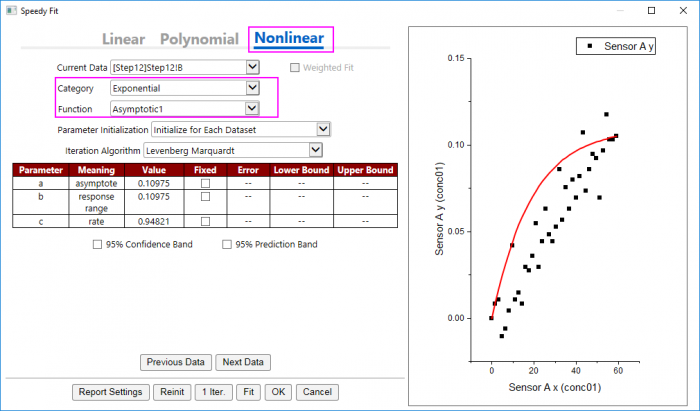 Speedy Fit
Linear Polynomial Nonlinear
Current Data [Step12]Step12!B Weighted Fit
Category Exponential
Function Asymptotic1
Parameter Initialization Initialize for Each Dataset
Iteration Algorithm Levenberg Marquardt
Parameter Meaning Value Fixed Error Lower Bound Upper Bound
a asymptote 0.10975 -- -- --
b response range 0.10975 -- -- --
c rate 0.94821 -- -- --
95% Confidence Band 95% Prediction Band
Previous Data Next Data
Report Settings Reinit 1 Iter. Fit OK Cancel
Sensor A y
0.15
0.10
0.05
0.00
Sensor A y (conc01)
0 20 40 60 80
Sensor A x (conc01)